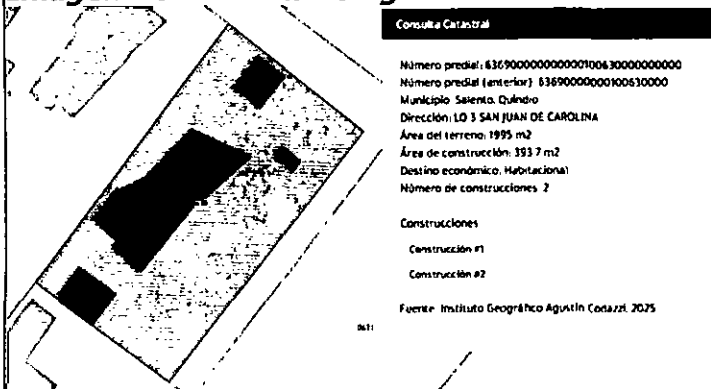 Consulta Catastral
Número predial: 636900000000000100630000000000
Número predial (anterior): 63690000000100630000
Municipio: Salento, Quindío
Dirección: LO 3 SAN JUAN DE CAROLINA
Área del terreno: 1995 m2
Área de construcción: 393.7 m2
Destino económico: Habitacional
Número de construcciones: 2
Construcciones
Construcción #1
Construcción #2
Fuente: Instituto Geográfico Agustín Codazzi, 2025